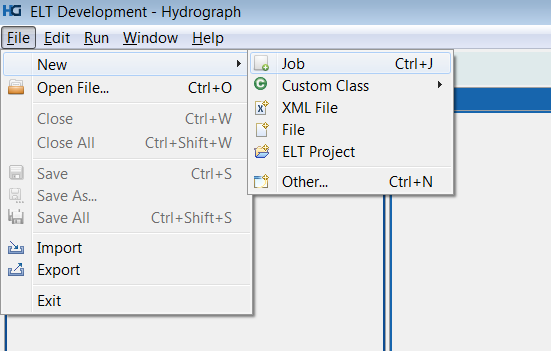 HG ELT Development - Hydrograph
File Edit Run Window Help
New
Open File... Ctrl+O
Close Ctrl+W
Close All Ctrl+Shift+W
Save Ctrl+S
Save As...
Save All Ctrl+Shift+S
Import
Export
Exit
Job Ctrl+J
Custom Class
XML File
File
ELT Project
Other... Ctrl+N